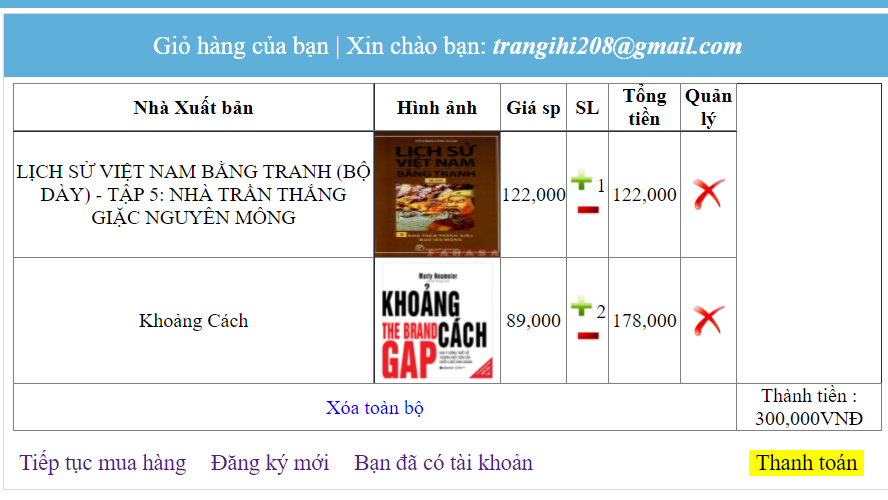 Giỏ hàng của bạn | Xin chào bạn: trangihi208@gmail.com
Nhà Xuất bản Hình ảnh Giá sp SL Tổng tiền Quản lý
LỊCH SỬ VIỆT NAM BẰNG TRANH (BỘ
DÀY) - TẬP 5: NHÀ TRẦN THẮNG
GIẶC NGUYÊN MÔNG
LỊCH SỬ
VIỆT NAM
BẰNG TRANH
122,000 1 122,000
Khoảng Cách
Marty Neumeier
KHOẢNG
THE BRAND CÁCH
GAP
89,000 2 178,000
Xóa toàn bộ
Thành tiền :
300,000VNĐ
Tiếp tục mua hàng Đăng ký mới Bạn đã có tài khoản Thanh toán